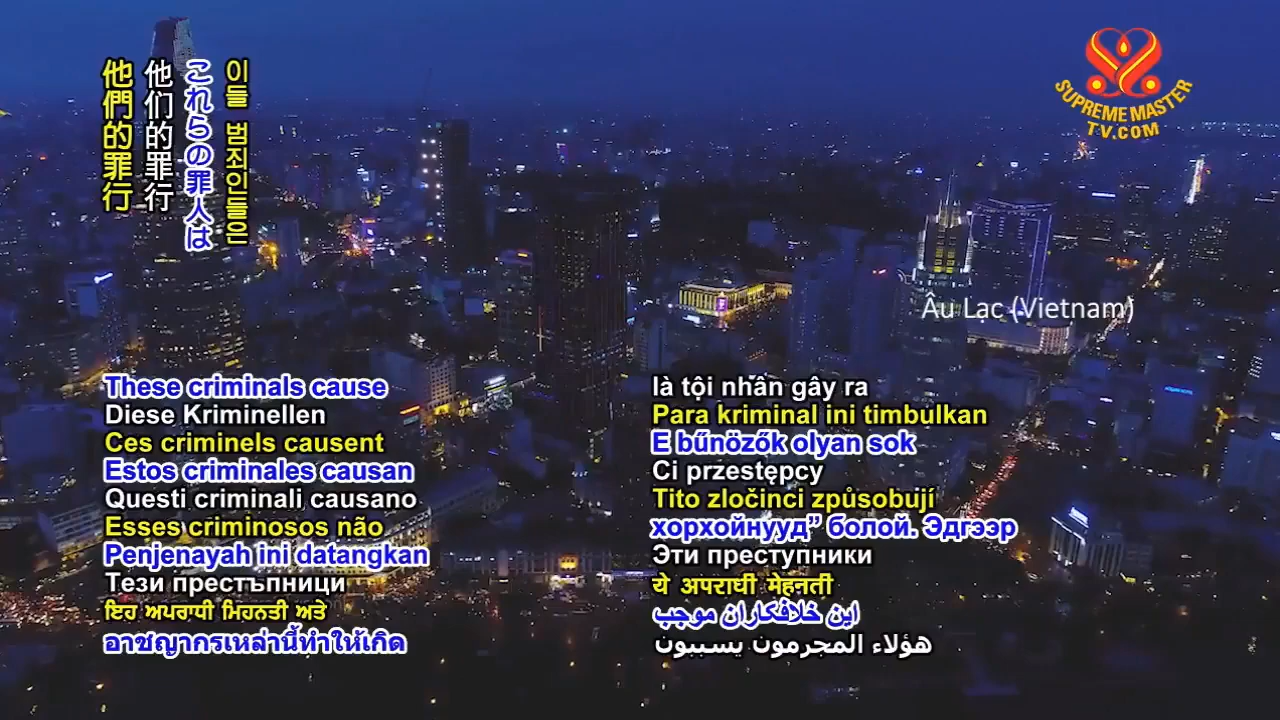 他們的罪行
他们的罪行
これらの罪人は
이들 범죄인들은
SUPREME MASTER
TV.COM
Âu Lạc (Vietnam)
These criminals cause
Diese Kriminellen
Ces criminels causent
Estos criminales causan
Questi criminali causano
Esses criminosos não
Penjenayah ini datangkan
Тези престъпници
ਇਹ ਅਪਰਾਧੀ ਮਿਹਨਤੀ ਅਤੇ
อาชญากรเหล่านี้ทำให้เกิด
là tội nhân gây ra
Para kriminal ini timbulkan
E bűnözők olyan sok
Ci przestępcy
Tito zločinci způsobují
хорхойнууд” болой. Эдгээр
Эти преступники
ये अपराधी मेहनती
این خلافکاران موجب
هؤلاء المجرمون يسببون